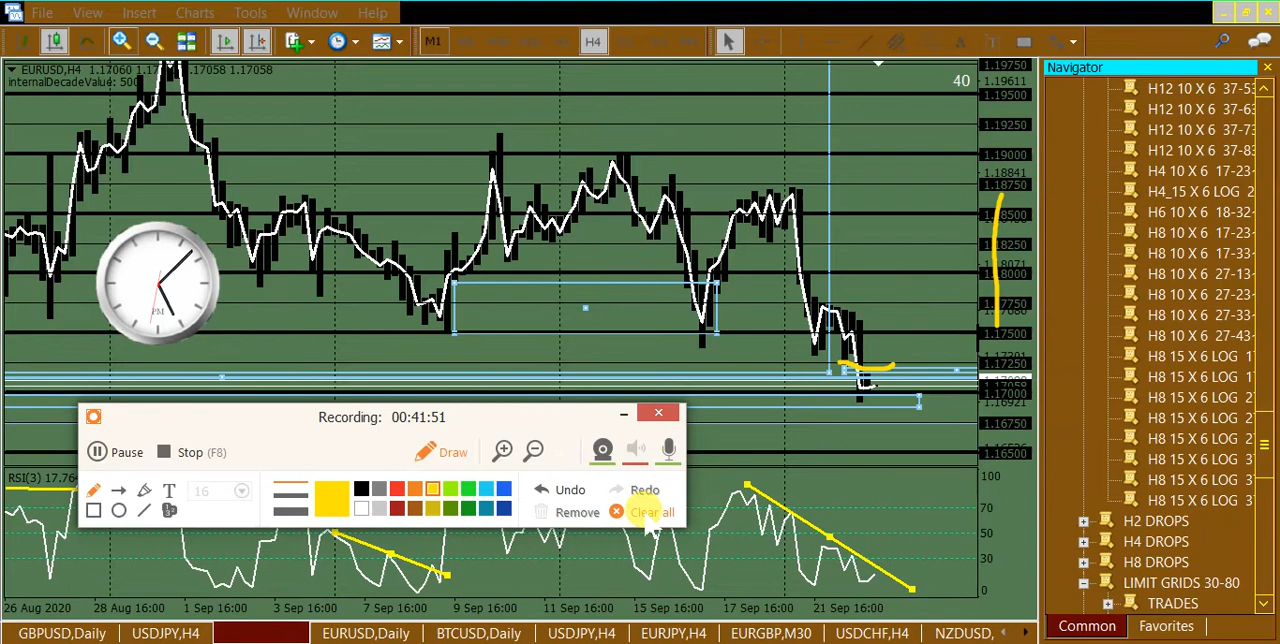 File View Insert Charts Tools Window Help
M1 H4
EURUSD,H4 1.17060 1.17058 1.17058
internalDecadeValue: 500
40
1.19750
1.19611
1.19500
1.19250
1.19000
1.18841
1.18750
1.18500
1.18250
1.18071
1.18000
1.17750
1.17500
1.17250
1.17058
1.17000
1.16921
1.16750
1.16500
PM
Recording: 00:41:51
Pause Stop (F8) Draw
T 16 Undo Redo
Remove Clear all
RSI(3) 17.76
100
70
50
30
0
26 Aug 2020 28 Aug 16:00 1 Sep 16:00 3 Sep 16:00 7 Sep 16:00 9 Sep 16:00 11 Sep 16:00 15 Sep 16:00 17 Sep 16:00 21 Sep 16:00
GBPUSD,Daily USDJPY,H4 EURUSD,Daily BTCUSD,Daily USDJPY,H4 EURJPY,H4 EURGBP,M30 USDCHF,H4 NZDUSD,
Navigator
H12 10 X 6 37-53
H12 10 X 6 37-63
H12 10 X 6 37-73
H12 10 X 6 37-83
H4 10 X 6 17-23
H4_15 X 6 LOG 2
H6 10 X 6 18-32
H8 10 X 6 17-23
H8 10 X 6 17-33
H8 10 X 6 27-13
H8 10 X 6 27-23
H8 10 X 6 27-33
H8 10 X 6 27-43
H8 15 X 6 LOG 1
H8 15 X 6 LOG 1
H8 15 X 6 LOG 2
H8 15 X 6 LOG 2
H8 15 X 6 LOG 2
H8 15 X 6 LOG 3
H8 15 X 6 LOG 3
H8 15 X 6 LOG 3
H2 DROPS
H4 DROPS
H8 DROPS
LIMIT GRIDS 30-80
TRADES
Common Favorites